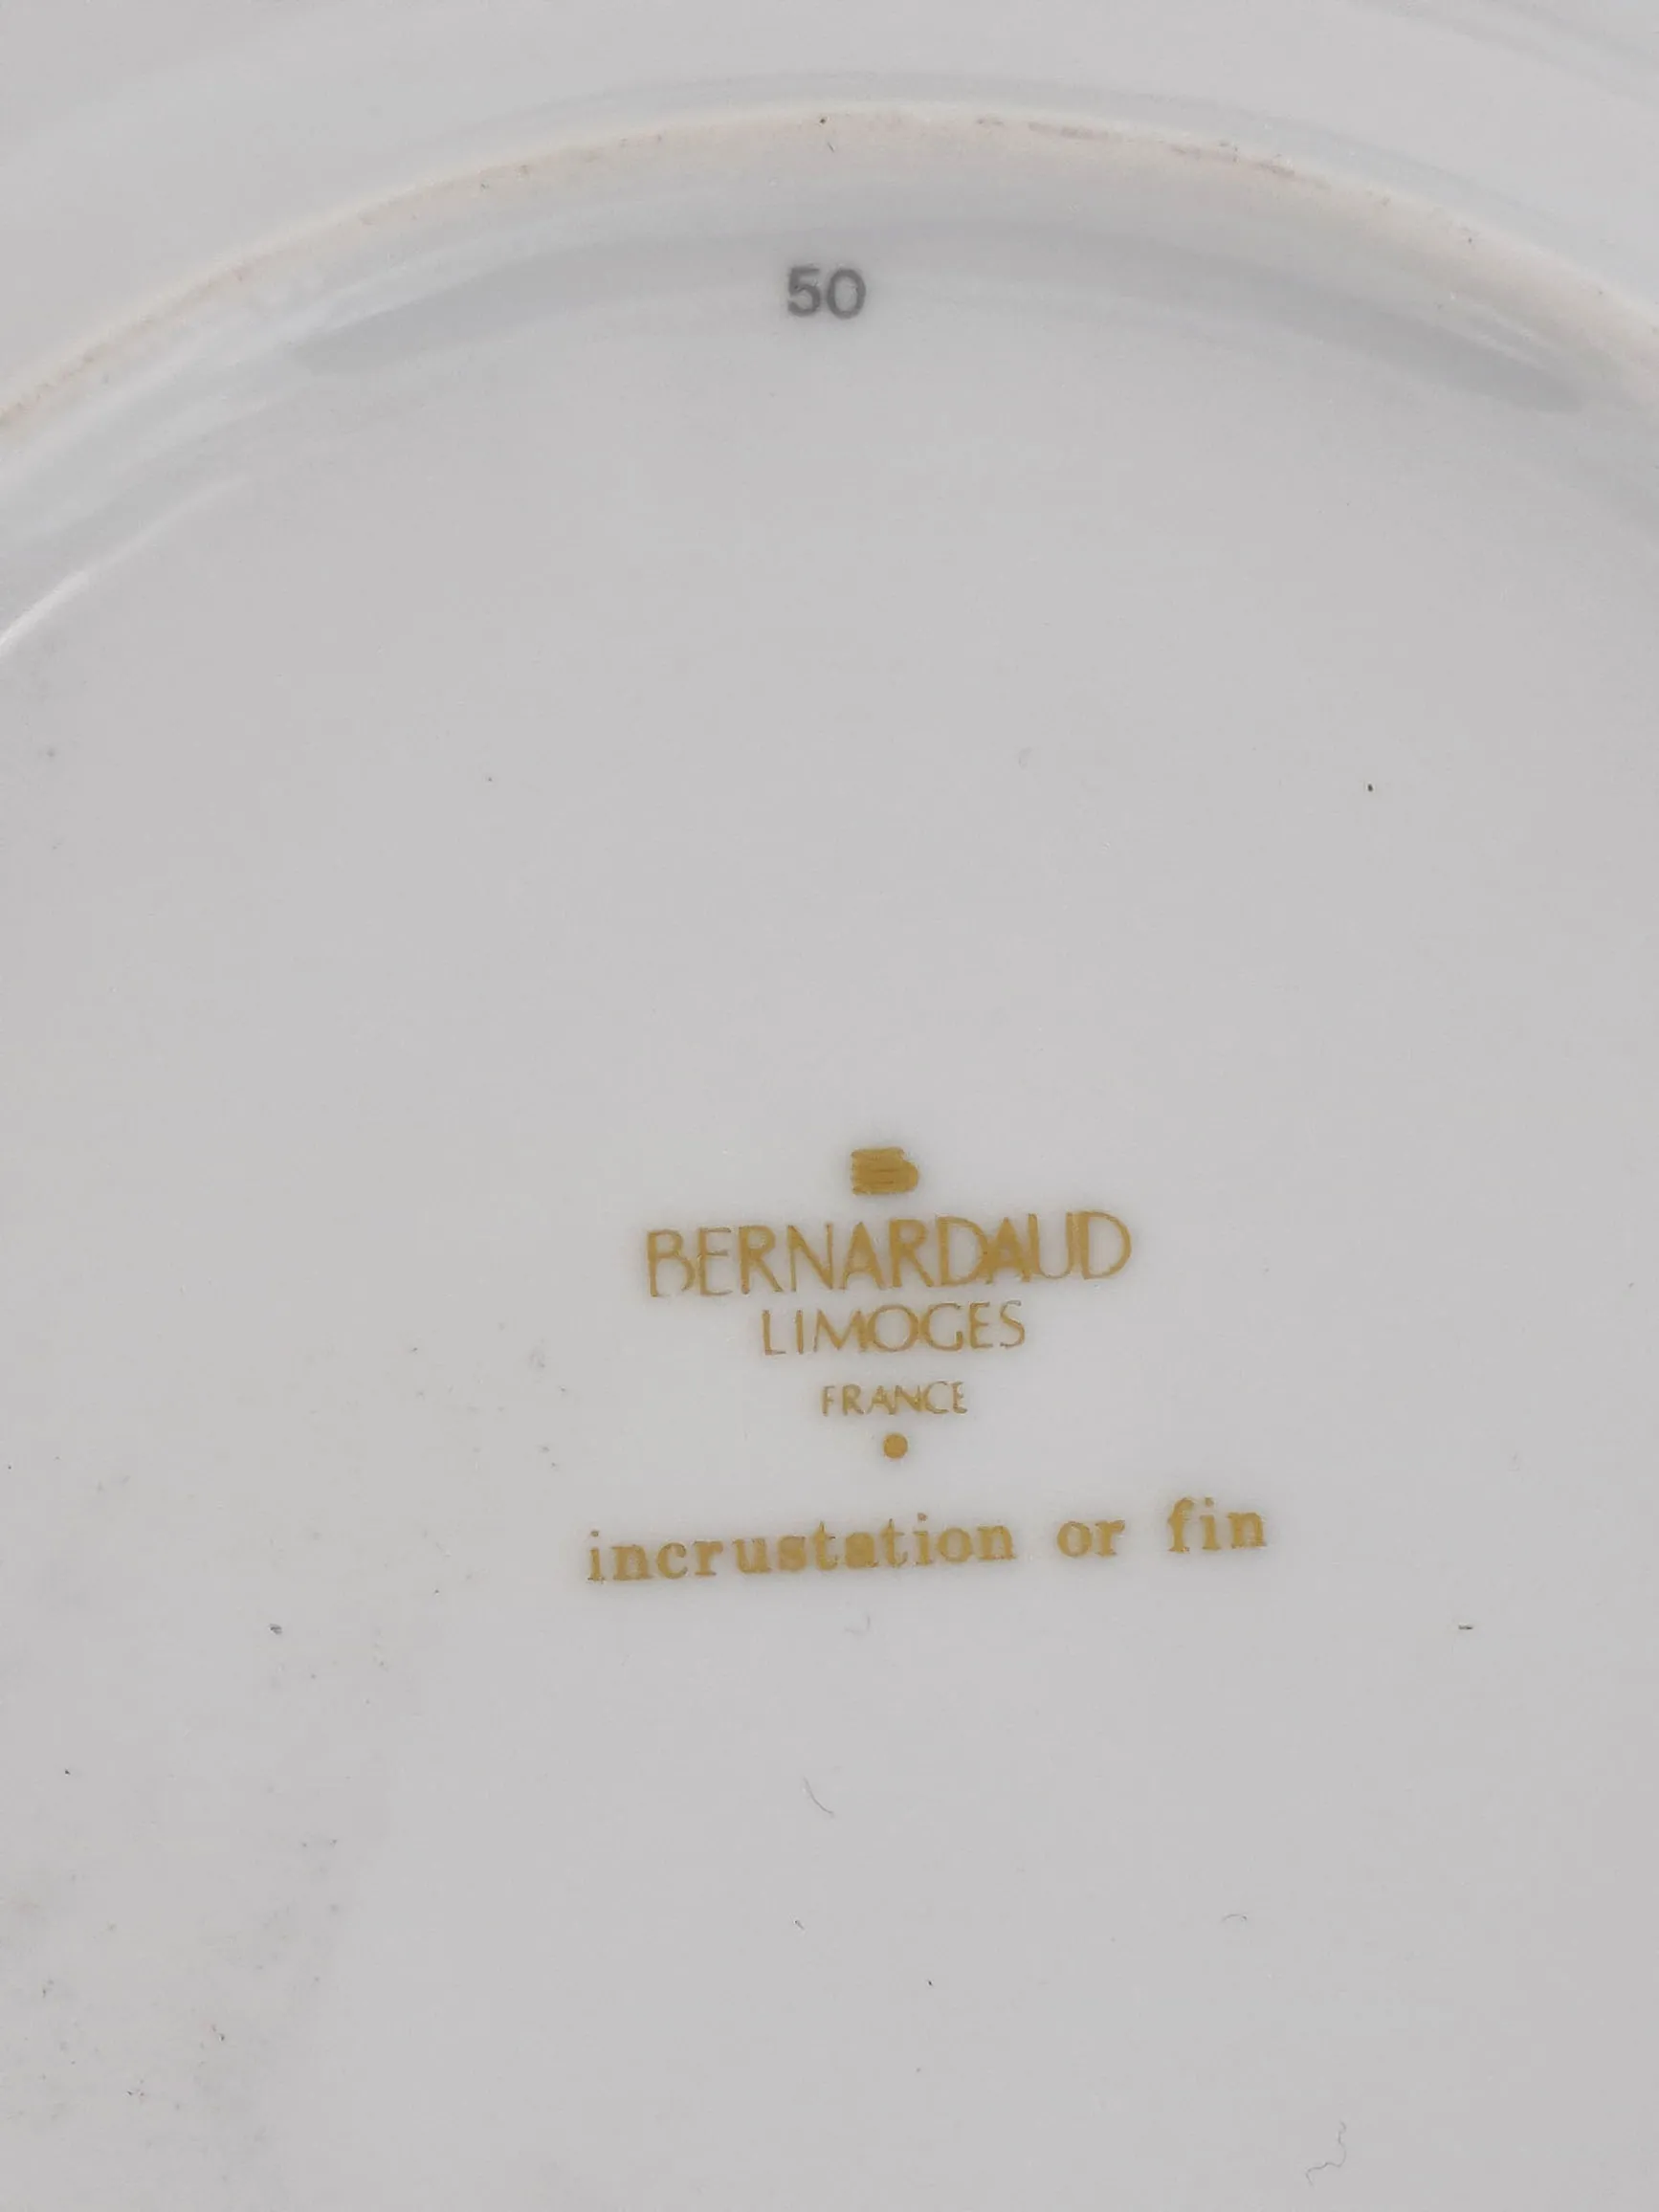 50
B
BERNARDAUD
LIMOGES
FRANCE
incrustation or fin